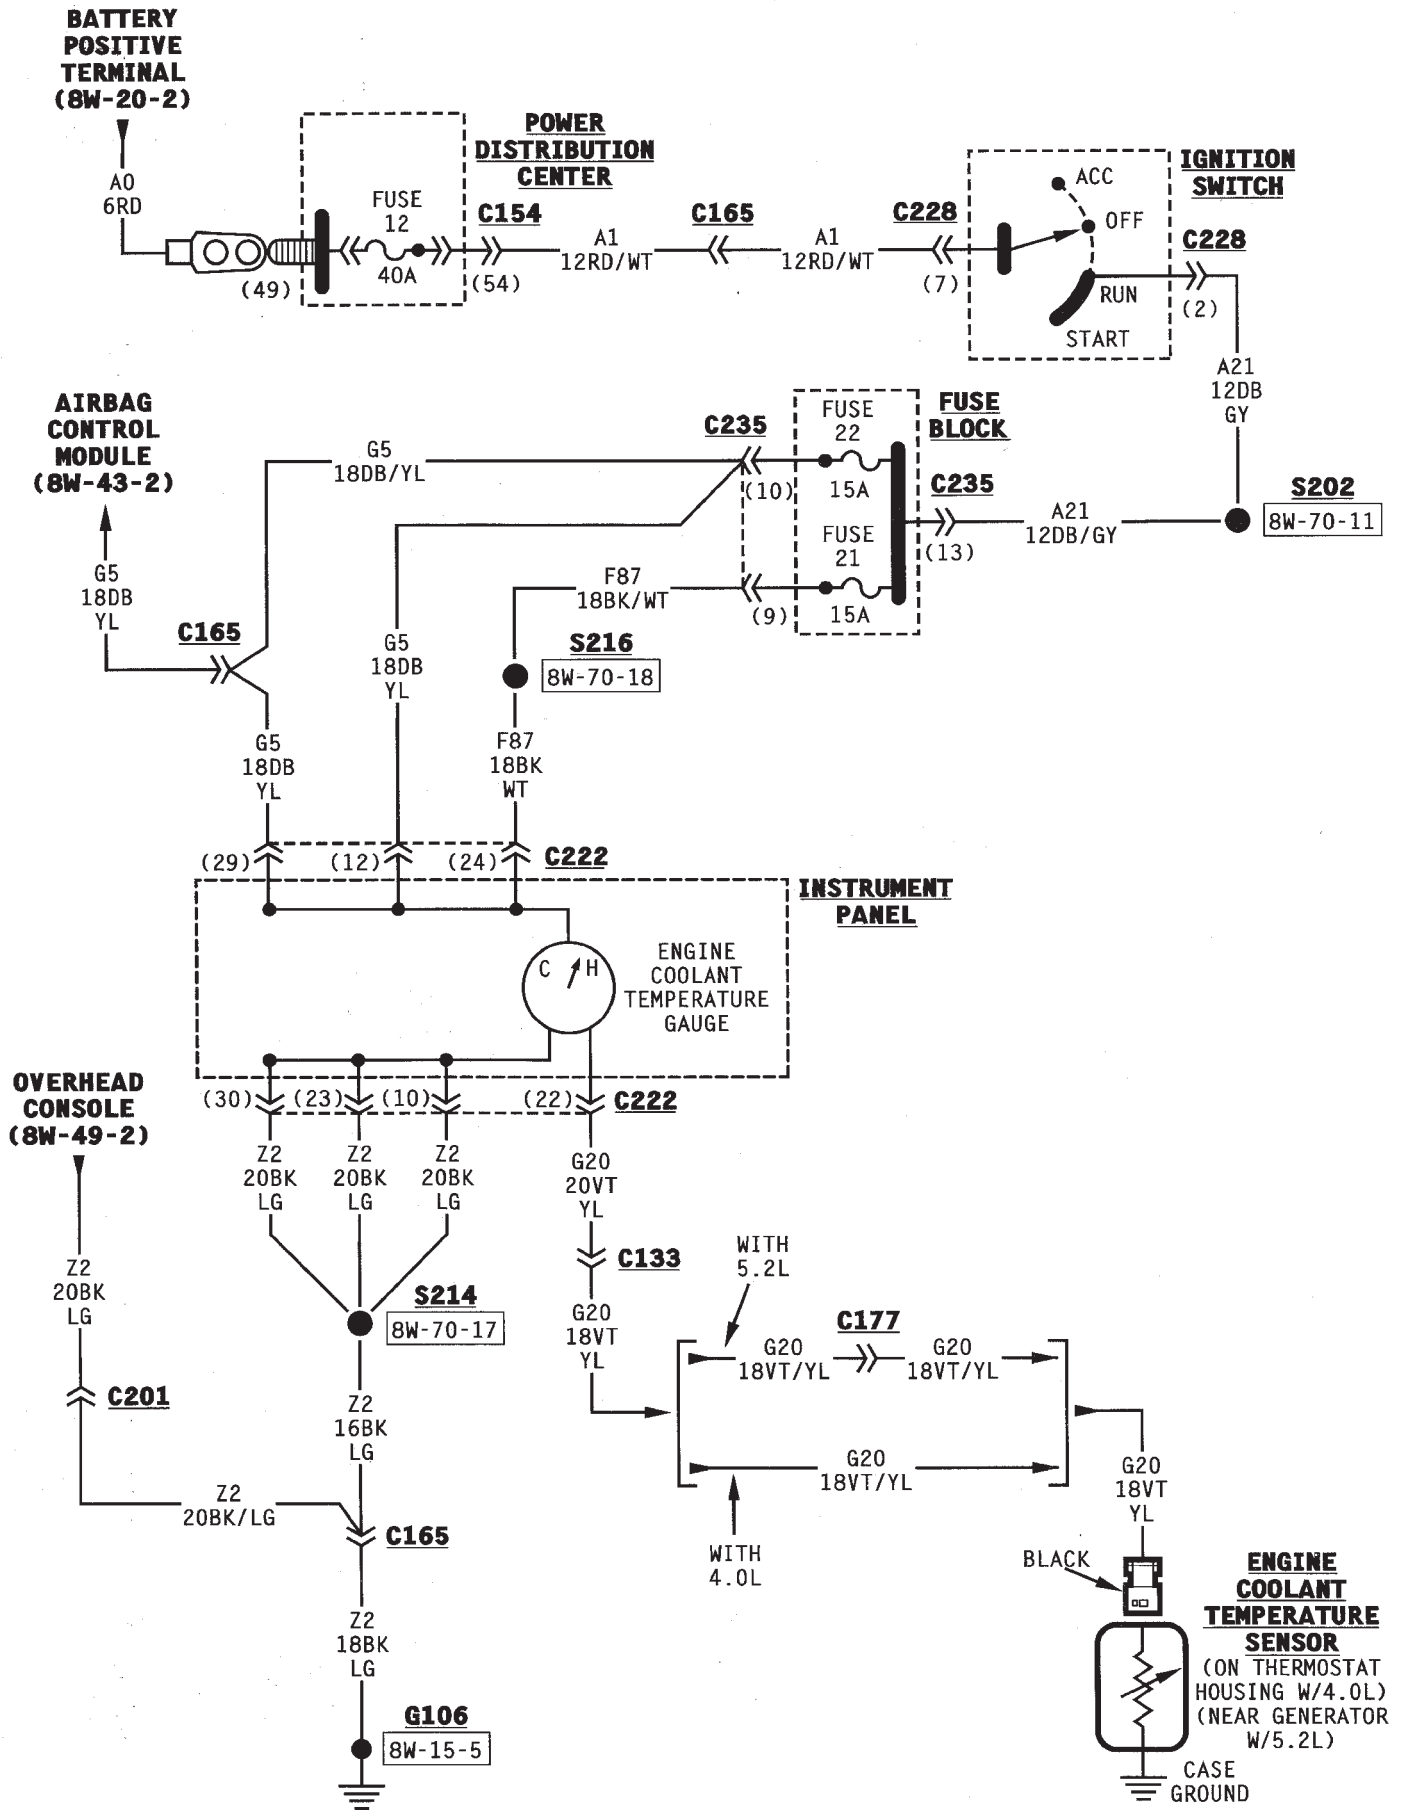 BATTERY
POSITIVE
TERMINAL
(8W-20-2)
A0
6RD
(49)
FUSE
12
40A
POWER
DISTRIBUTION
CENTER
C154
(54)
A1
12RD/WT
C165
A1
12RD/WT
C228
(7)
IGNITION
SWITCH
ACC
OFF
RUN
START
C228
(2)
A21
12DB
GY
S202
8W-70-11
A21
12DB/GY
C235
(13)
FUSE
BLOCK
FUSE
22
15A
FUSE
21
15A
C235
(10)
(9)
AIRBAG
CONTROL
MODULE
(8W-43-2)
G5
18DB/YL
G5
18DB
YL
C165
G5
18DB
YL
F87
18BK/WT
S216
8W-70-18
G5
18DB
YL
F87
18BK
WT
(29)
(12)
(24)
C222
INSTRUMENT
PANEL
C
H
ENGINE
COOLANT
TEMPERATURE
GAUGE
(30)
(23)
(10)
(22)
C222
OVERHEAD
CONSOLE
(8W-49-2)
Z2
20BK
LG
Z2
20BK
LG
Z2
20BK
LG
G20
20VT
YL
C133
Z2
20BK
LG
S214
8W-70-17
G20
18VT
YL
WITH
5.2L
C177
G20
18VT/YL
G20
18VT/YL
C201
Z2
16BK
LG
G20
18VT/YL
WITH
4.0L
G20
18VT
YL
Z2
20BK/LG
C165
Z2
18BK
LG
G106
8W-15-5
BLACK
ENGINE
COOLANT
TEMPERATURE
SENSOR
(ON THERMOSTAT
HOUSING W/4.0L)
(NEAR GENERATOR
W/5.2L)
CASE
GROUND